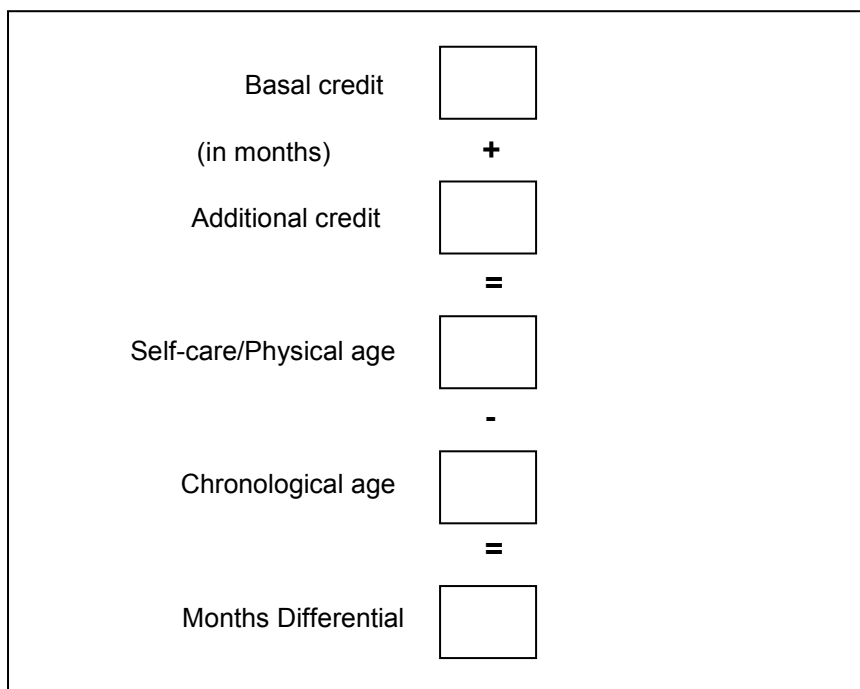 Basal credit
(in months) +
Additional credit
=
Self-care/Physical age
-
Chronological age
=
Months Differential